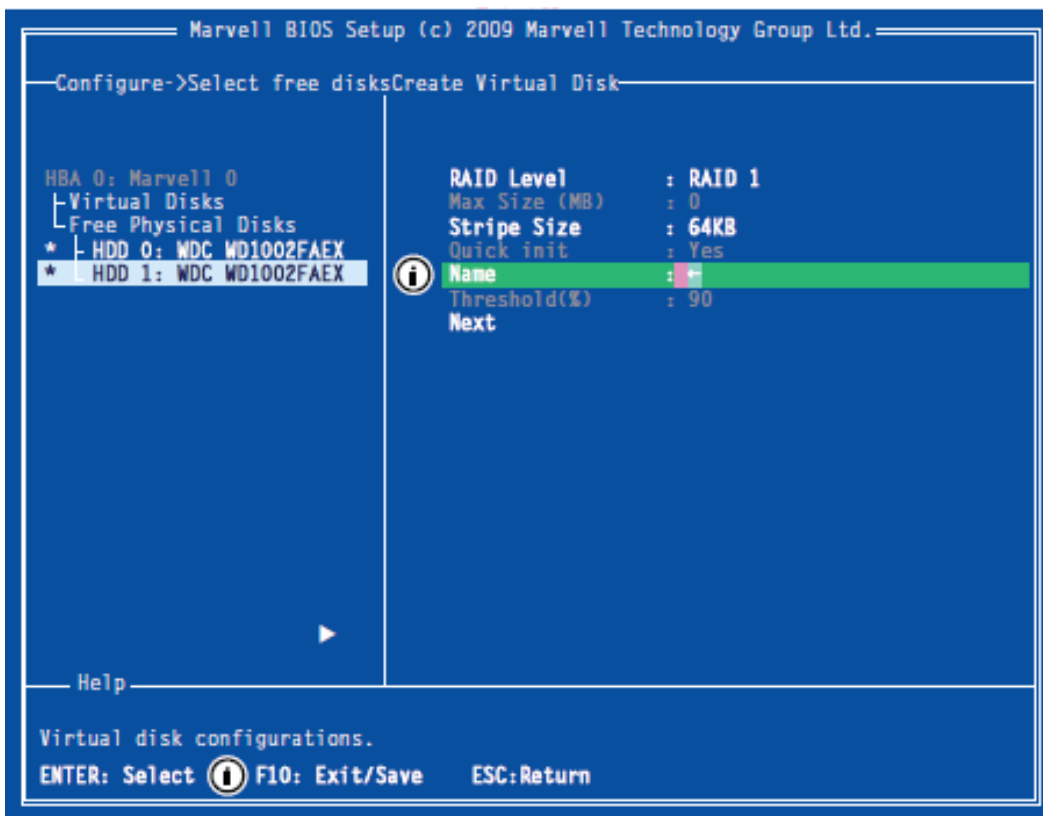 Marvell BIOS Setup (c) 2009 Marvell Technology Group Ltd.
Configure->Select free disksCreate Virtual Disk
HBA 0: Marvell 0
Virtual Disks
Free Physical Disks
* HDD 0: WDC WD1002FAEX
* HDD 1: WDC WD1002FAEX
RAID Level : RAID 1
Max Size (MB) : 0
Stripe Size : 64KB
Quick init : Yes
Name : ←
Threshold(%) : 90
Next
Help
Virtual disk configurations.
ENTER: Select F10: Exit/Save ESC:Return